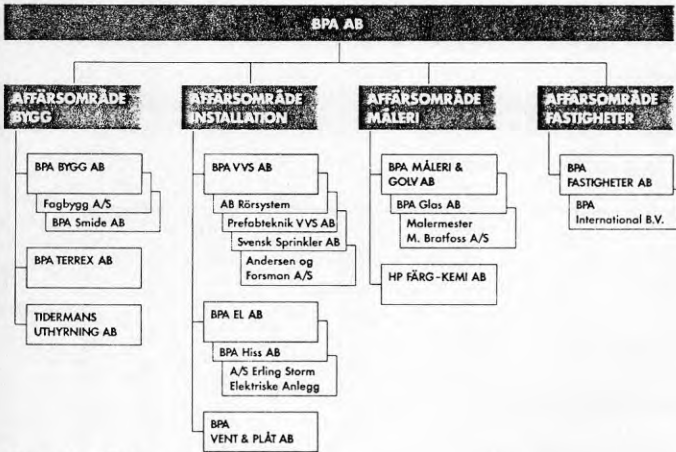 BPA AB
AFFÄRSOMRÅDE
BYGG
BPA BYGG AB
Fagbygg A/S
BPA Smide AB
BPA TERREX AB
TIDERMANS
UTHYRNING AB
AFFÄRSOMRÅDE
INSTALLATION
BPA VVS AB
AB Rörsystem
Prefabteknik VVS AB
Svensk Sprinkler AB
Andersen og
Forsman A/S
BPA EL AB
BPA Hiss AB
A/S Erling Storm
Elektriske Anlegg
BPA
VENT & PLÅT AB
AFFÄRSOMRÅDE
MÅLERI
BPA MÅLERI &
GOLV AB
BPA Glas AB
Malermester
M. Bratfoss A/S
HP FÄRG-KEMI AB
AFFÄRSOMRÅDE
FASTIGHETER
BPA
FASTIGHETER AB
BPA
International B.V.